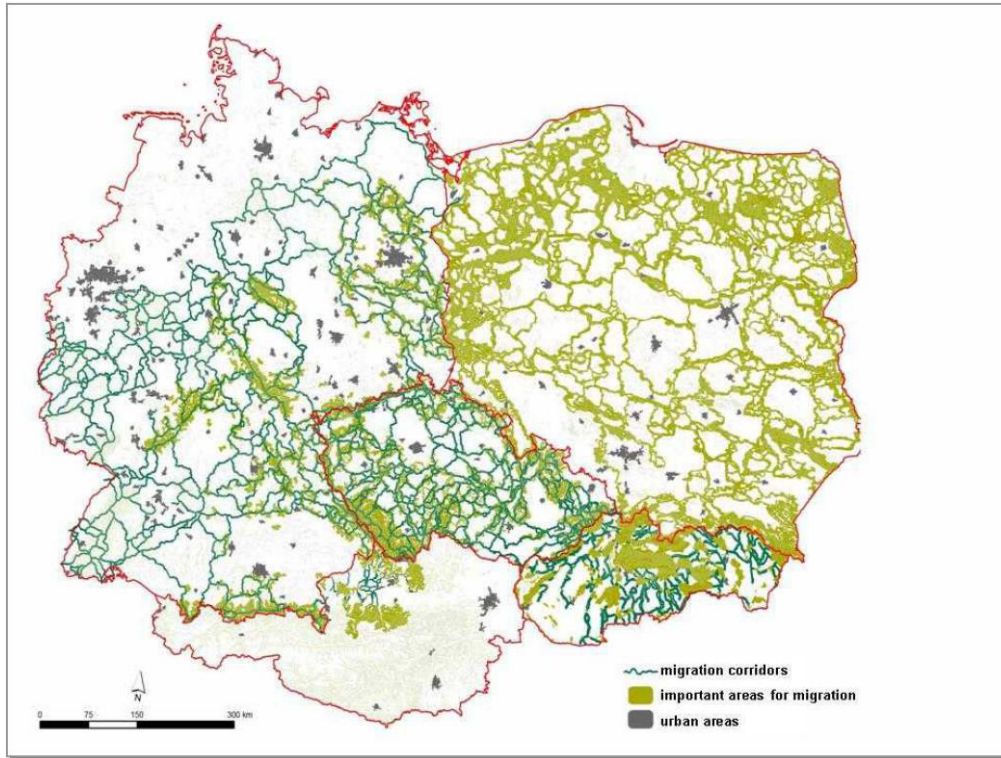 migration corridors
important areas for migration
urban areas
N
0 75 150 300 km